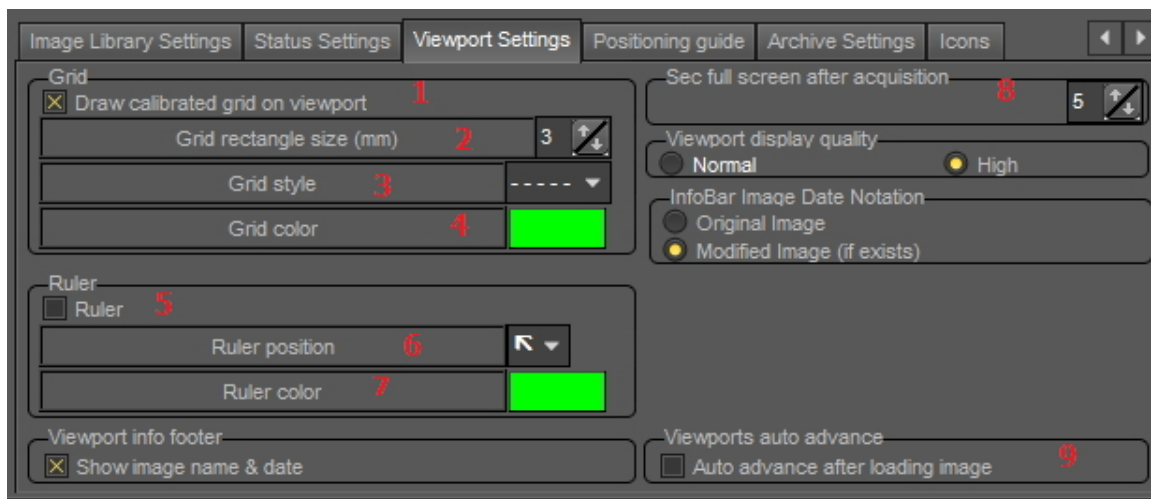 Image Library Settings Status Settings Viewport Settings Positioning guide Archive Settings Icons
Grid
Draw calibrated grid on viewport 1
Grid rectangle size (mm) 2 3
Grid style 3
Grid color 4
Ruler
Ruler 5
Ruler position 6
Ruler color 7
Viewport info footer
Show image name & date
Sec full screen after acquisition 8
5
Viewport display quality
Normal High
InfoBar Image Date Notation
Original Image
Modified Image (if exists)
Viewports auto advance
Auto advance after loading image 9